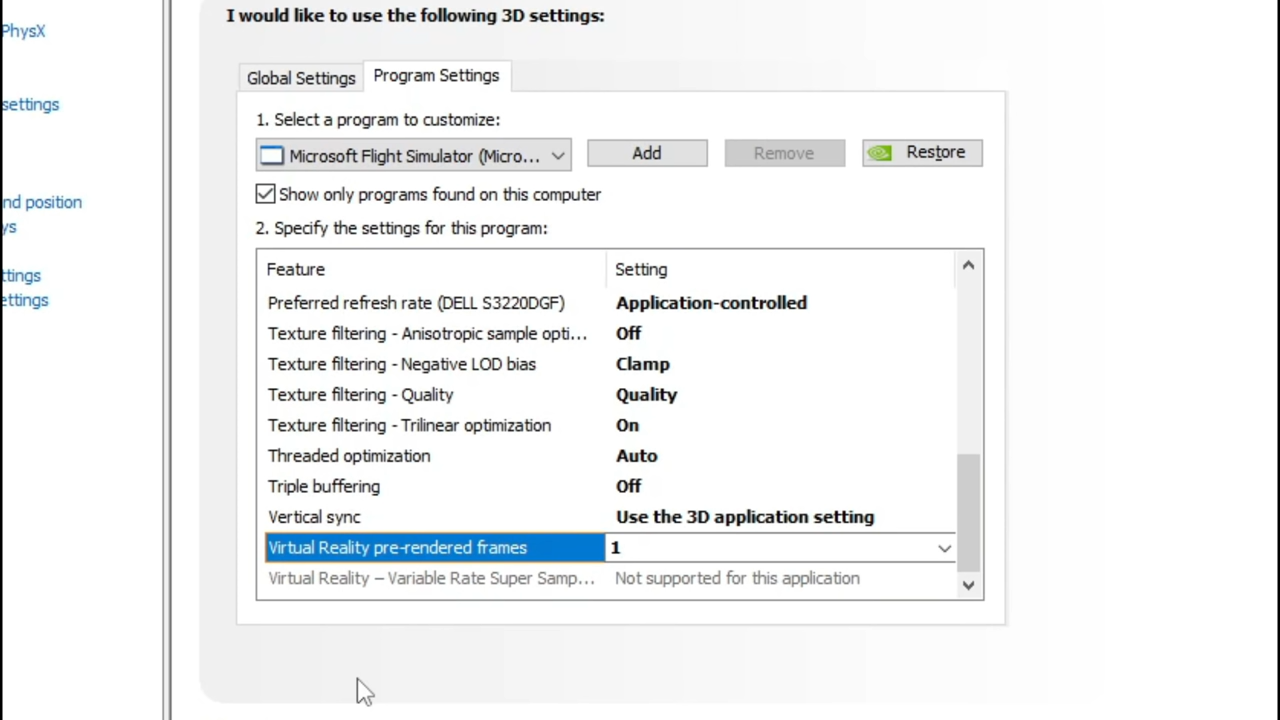 I would like to use the following 3D settings:
PhysX
Global Settings
Program Settings
settings
1. Select a program to customize:
Microsoft Flight Simulator (Micro...
Add
Remove
Restore
Show only programs found on this computer
nd position
ys
2. Specify the settings for this program:
ttings
ettings
Feature Setting
Preferred refresh rate (DELL S3220DGF) Application-controlled
Texture filtering - Anisotropic sample opti... Off
Texture filtering - Negative LOD bias Clamp
Texture filtering - Quality Quality
Texture filtering - Trilinear optimization On
Threaded optimization Auto
Triple buffering Off
Vertical sync Use the 3D application setting
Virtual Reality pre-rendered frames 1
Virtual Reality – Variable Rate Super Samp... Not supported for this application